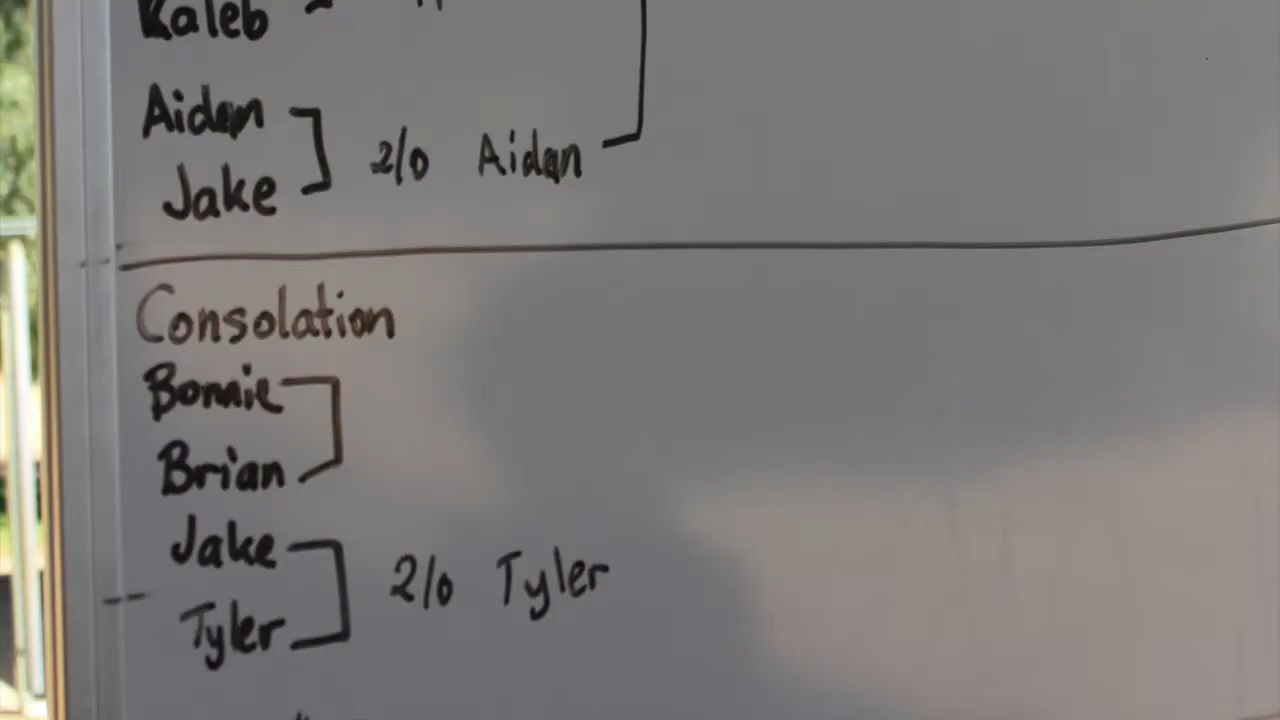 Kaleb -
Aidan
2/0 Aidan
Jake
Consolation
Bonnie
Brian
Jake
2/0 Tyler
Tyler